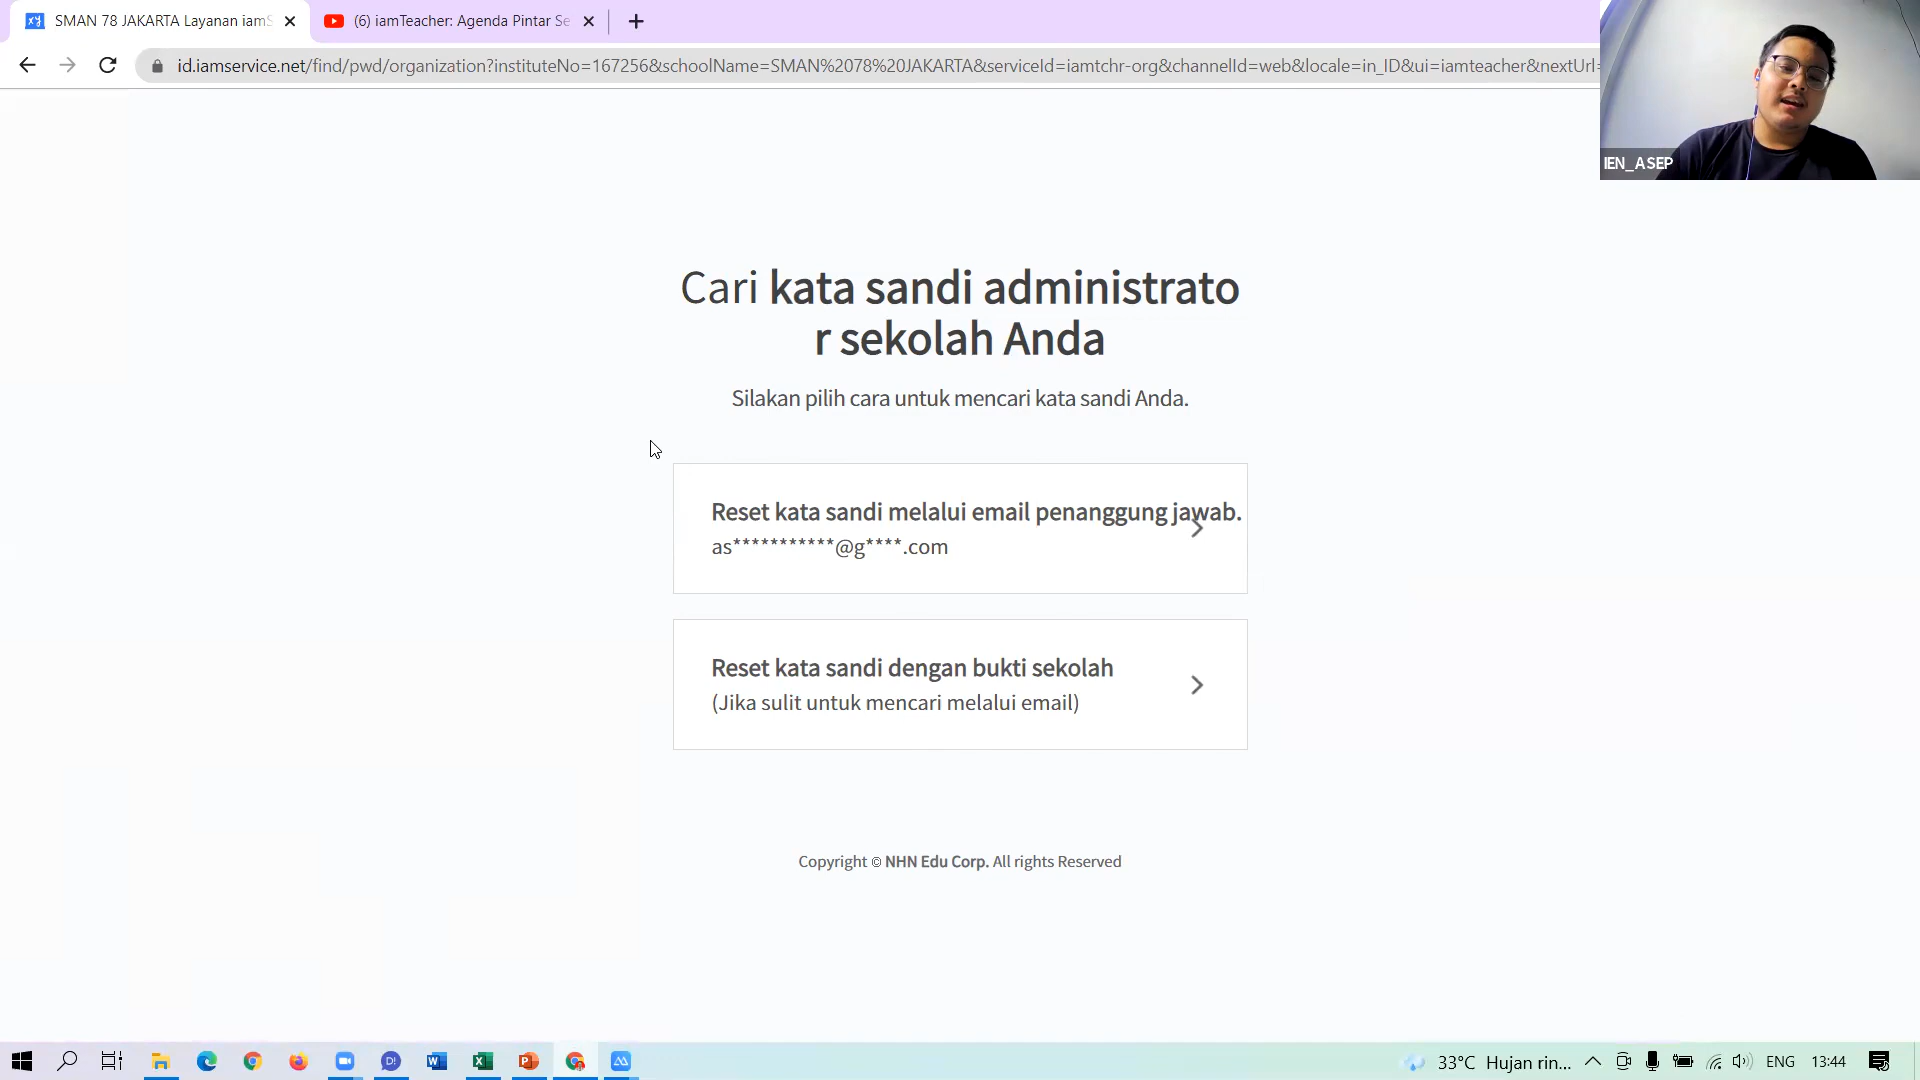 SMAN 78 JAKARTA Layanan iamS
(6) iamTeacher: Agenda Pintar Se
id.iamservice.net/find/pwd/organization?instituteNo=167256&schoolName=SMAN%2078%20JAKARTA&serviceId=iamtchr-org&channelId=web&locale=in_ID&ui=iamteacher&nextUrl=
IEN_ASEP
Cari kata sandi administrato
r sekolah Anda
Silakan pilih cara untuk mencari kata sandi Anda.
Reset kata sandi melalui email penanggung jawab.
as***********@g****.com
Reset kata sandi dengan bukti sekolah
(Jika sulit untuk mencari melalui email)
Copyright © NHN Edu Corp. All rights Reserved
33°C Hujan rin... ENG 13:44